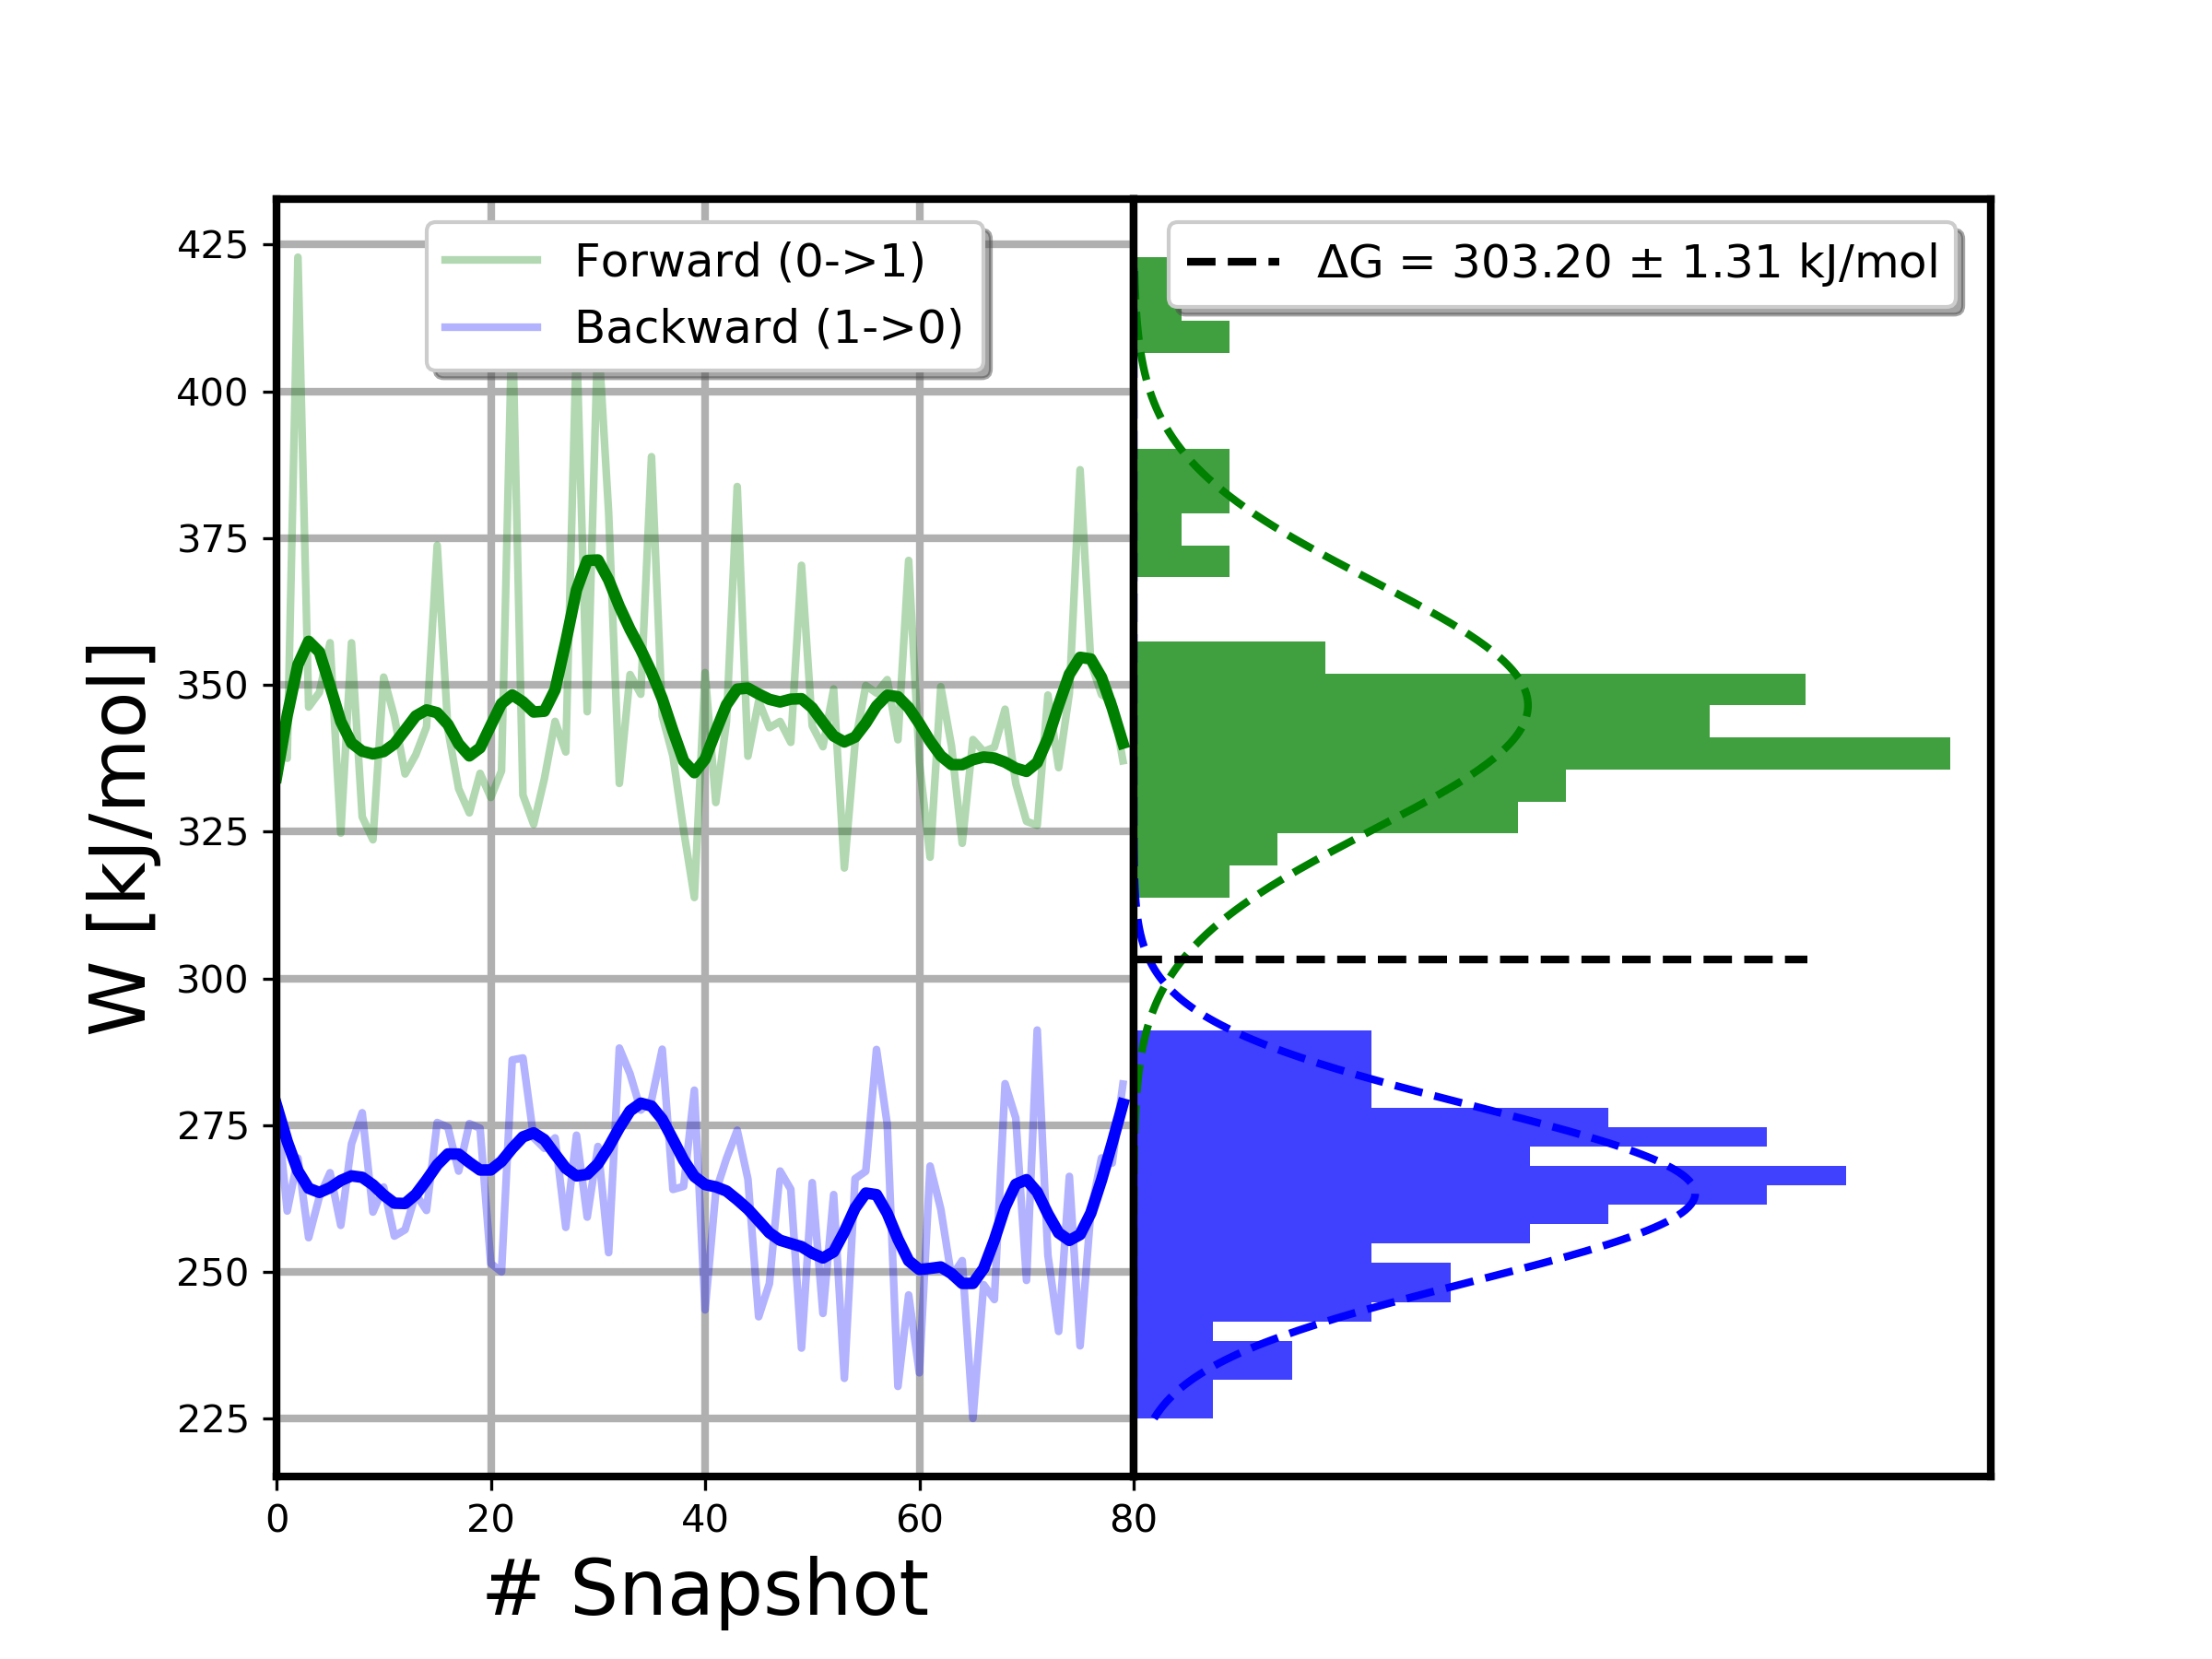 425
400
375
350
325
300
275
250
225
W [kJ/mol]
Forward (0->1)
Backward (1->0)
ΔG = 303.20 ± 1.31 kJ/mol
0 20 40 60 80
# Snapshot